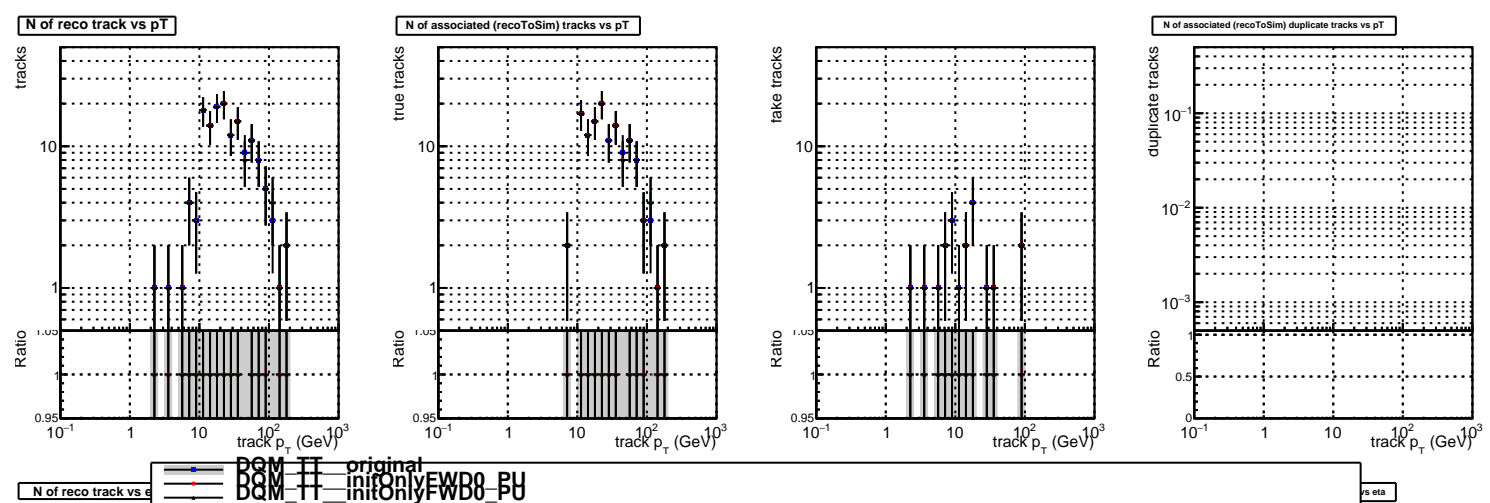 N of reco track vs pT
N of associated (recoToSim) tracks vs pT
N of associated (recoToSim) duplicate tracks vs pT
tracks
10
1
Ratio
1.05
1
0.95
10⁻¹ 1 10 10² 10³
track p_T (GeV)
true tracks
10
1
Ratio
1.05
1
0.95
10⁻¹ 1 10 10² 10³
track p_T (GeV)
fake tracks
10
1
Ratio
1.05
1
0.95
10⁻¹ 1 10 10² 10³
track p_T (GeV)
duplicate tracks
10⁻¹
10⁻²
10⁻³
Ratio
1
0.5
0
10⁻¹ 1 10 10² 10³
track p_T (GeV)
DQM_TT__original
DQM_TT__initOnlyFWD0_PU
DQM_TT__initOnlyFWD0_PU
N of reco track vs e
vs eta